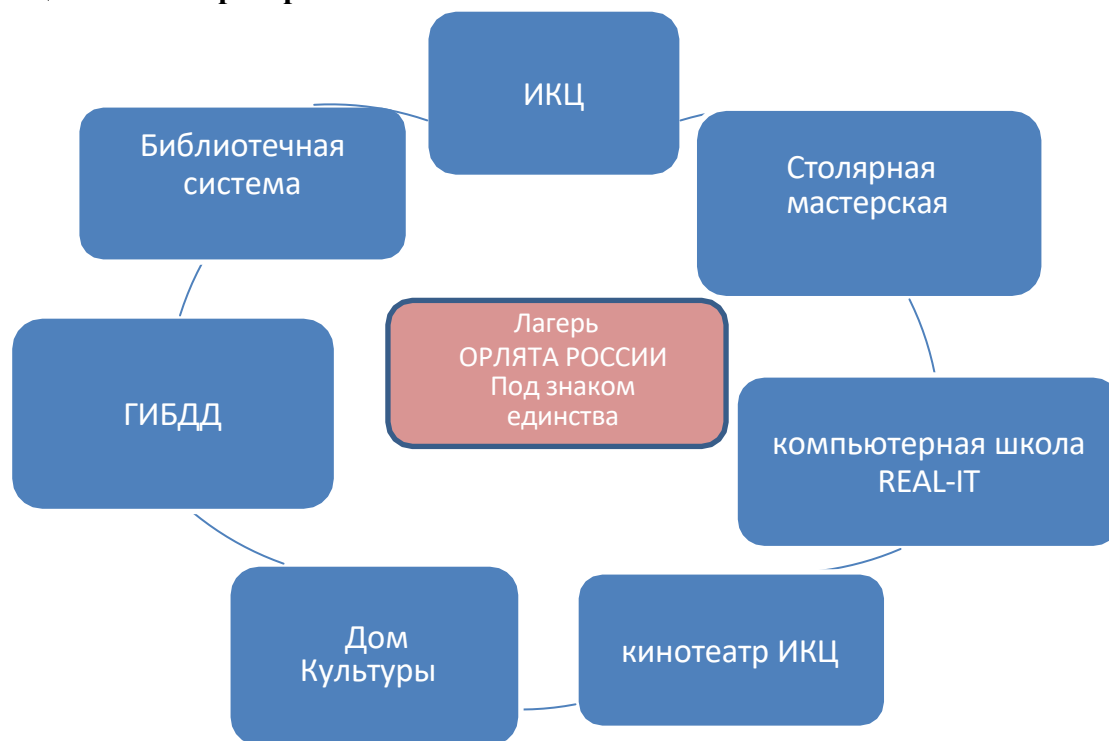 ИКЦ
Столярная
мастерская
компьютерная школа
REAL-IT
кинотеатр ИКЦ
Дом
Культуры
ГИБДД
Библиотечная
система
Лагерь
ОРЛЯТА РОССИИ
Под знаком
единства